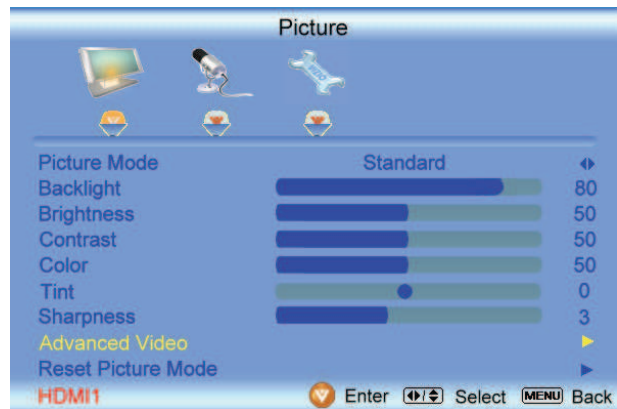 Picture
Picture Mode Standard
Backlight 80
Brightness 50
Contrast 50
Color 50
Tint 0
Sharpness 3
Advanced Video
Reset Picture Mode
HDMI1 Enter Select MENU Back